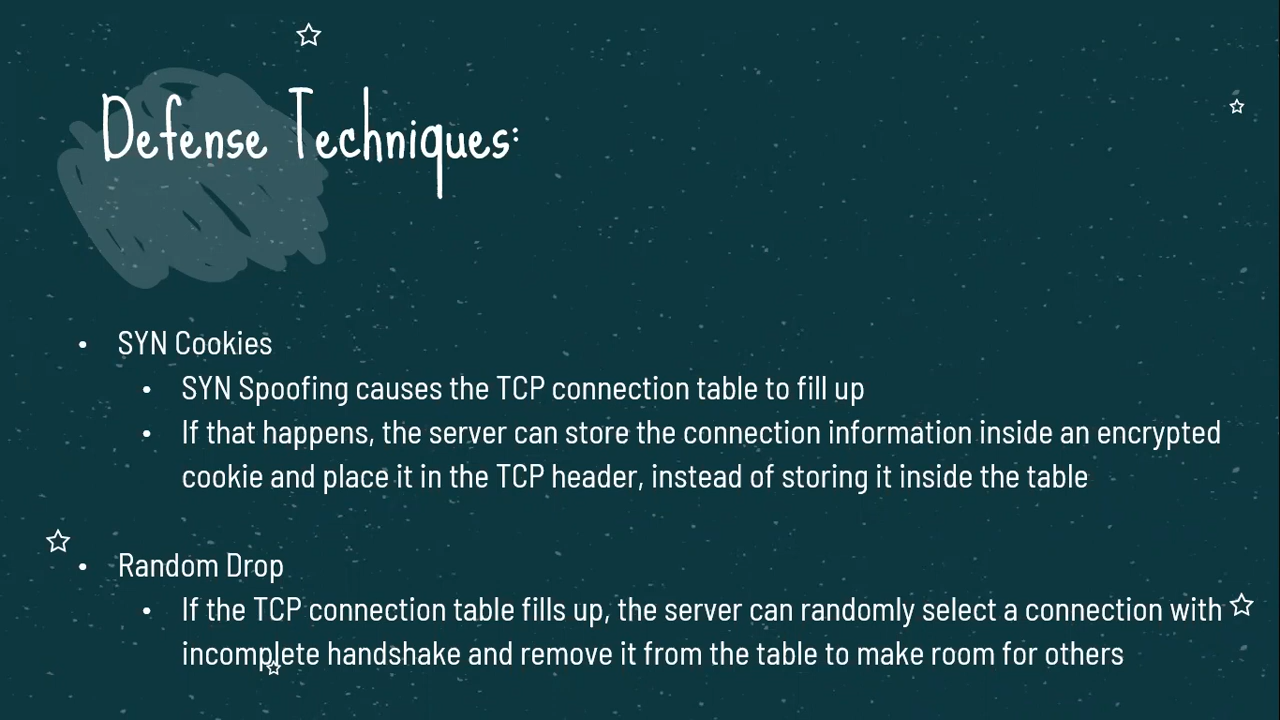 Defense Techniques:
• SYN Cookies
• SYN Spoofing causes the TCP connection table to fill up
• If that happens, the server can store the connection information inside an encrypted
cookie and place it in the TCP header, instead of storing it inside the table
• Random Drop
• If the TCP connection table fills up, the server can randomly select a connection with
incomplete handshake and remove it from the table to make room for others